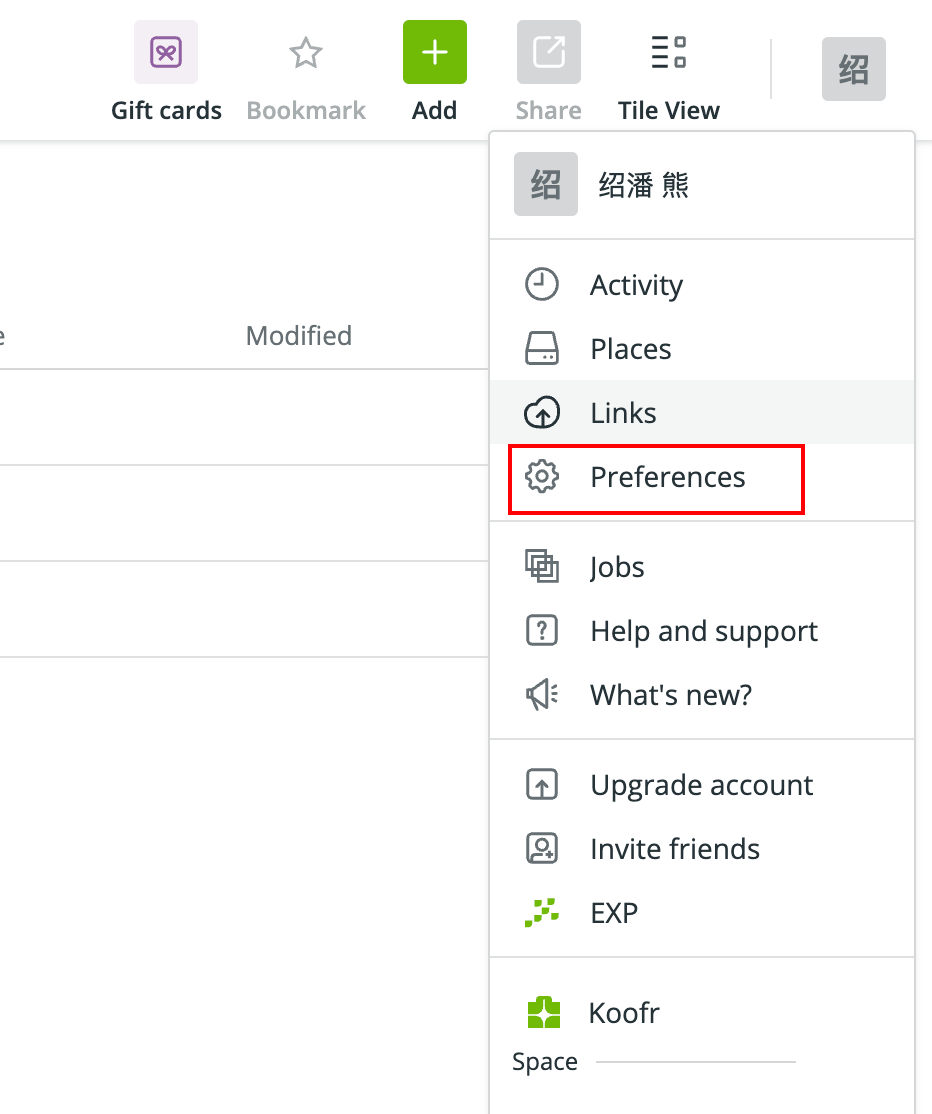 Gift cards
Bookmark
Add
Share
Tile View
绍
绍
绍潘 熊
Activity
Modified
Places
Links
Preferences
Jobs
Help and support
What's new?
Upgrade account
Invite friends
EXP
Koofr
Space